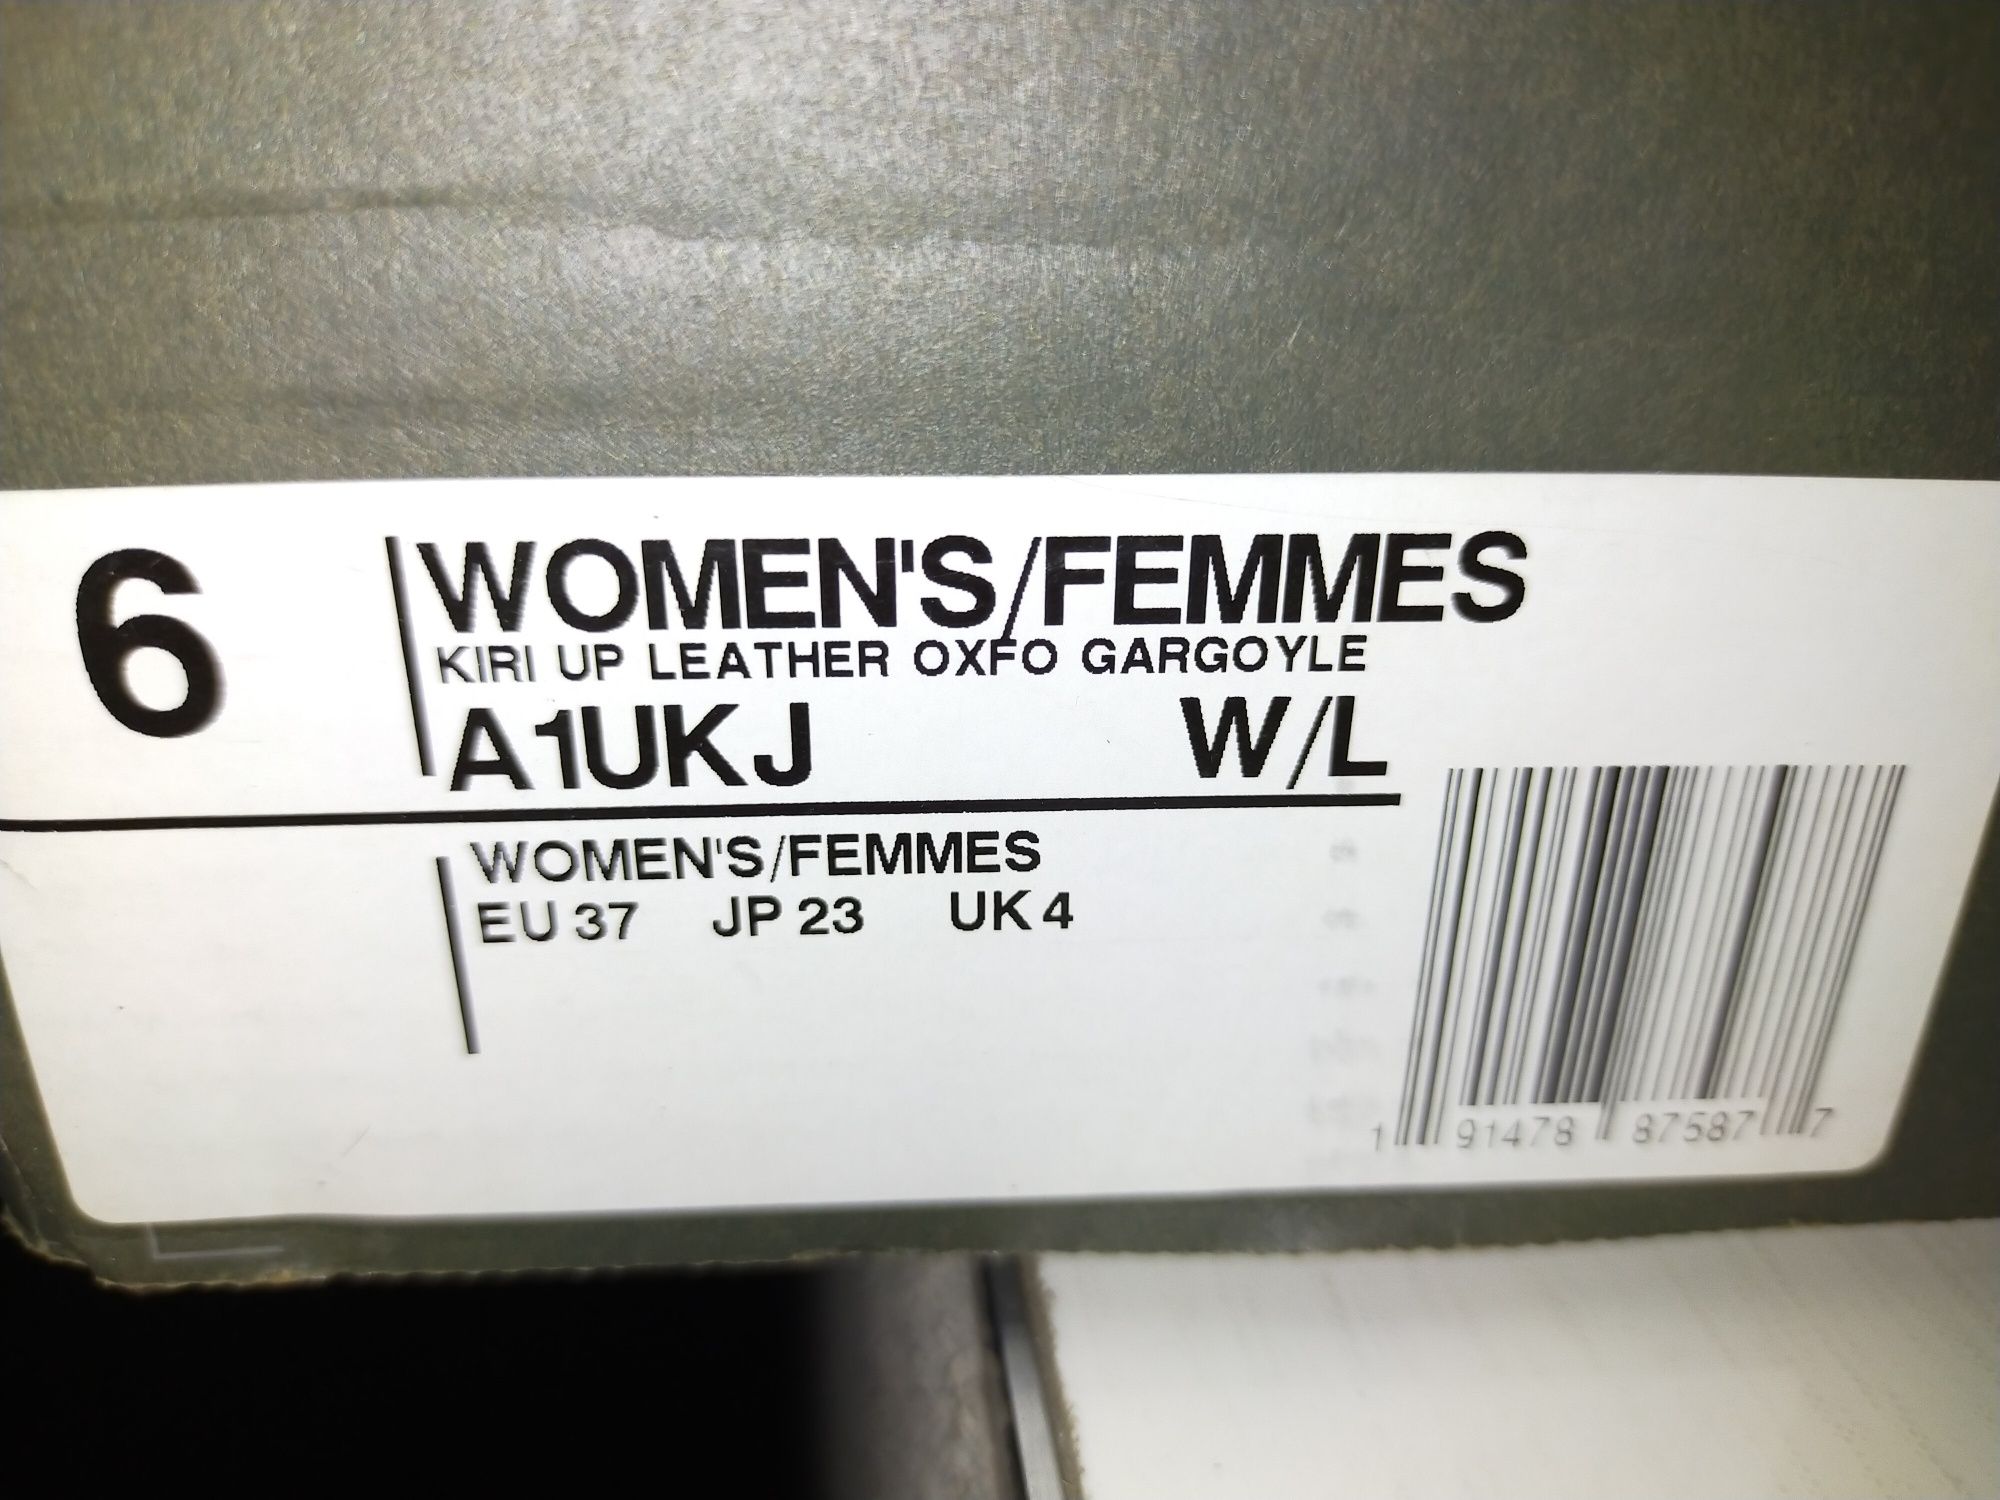 6
WOMEN'S/FEMMES
KIRI UP LEATHER OXFO GARGOYLE
A1UKJ W/L
WOMEN'S/FEMMES
EU 37 JP 23 UK 4
1 91478 87587 7